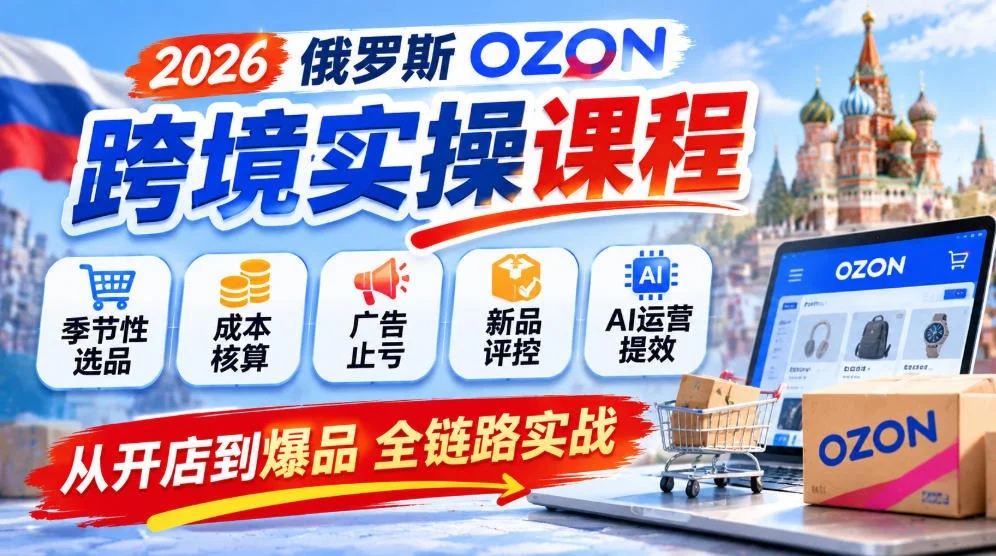 2026 俄罗斯 OZON
跨境实操课程
季节性
选品
成本
核算
广告
止亏
新品
评控
AI
AI运营
提效
从开店到爆品 全链路实战
OZON
OZON